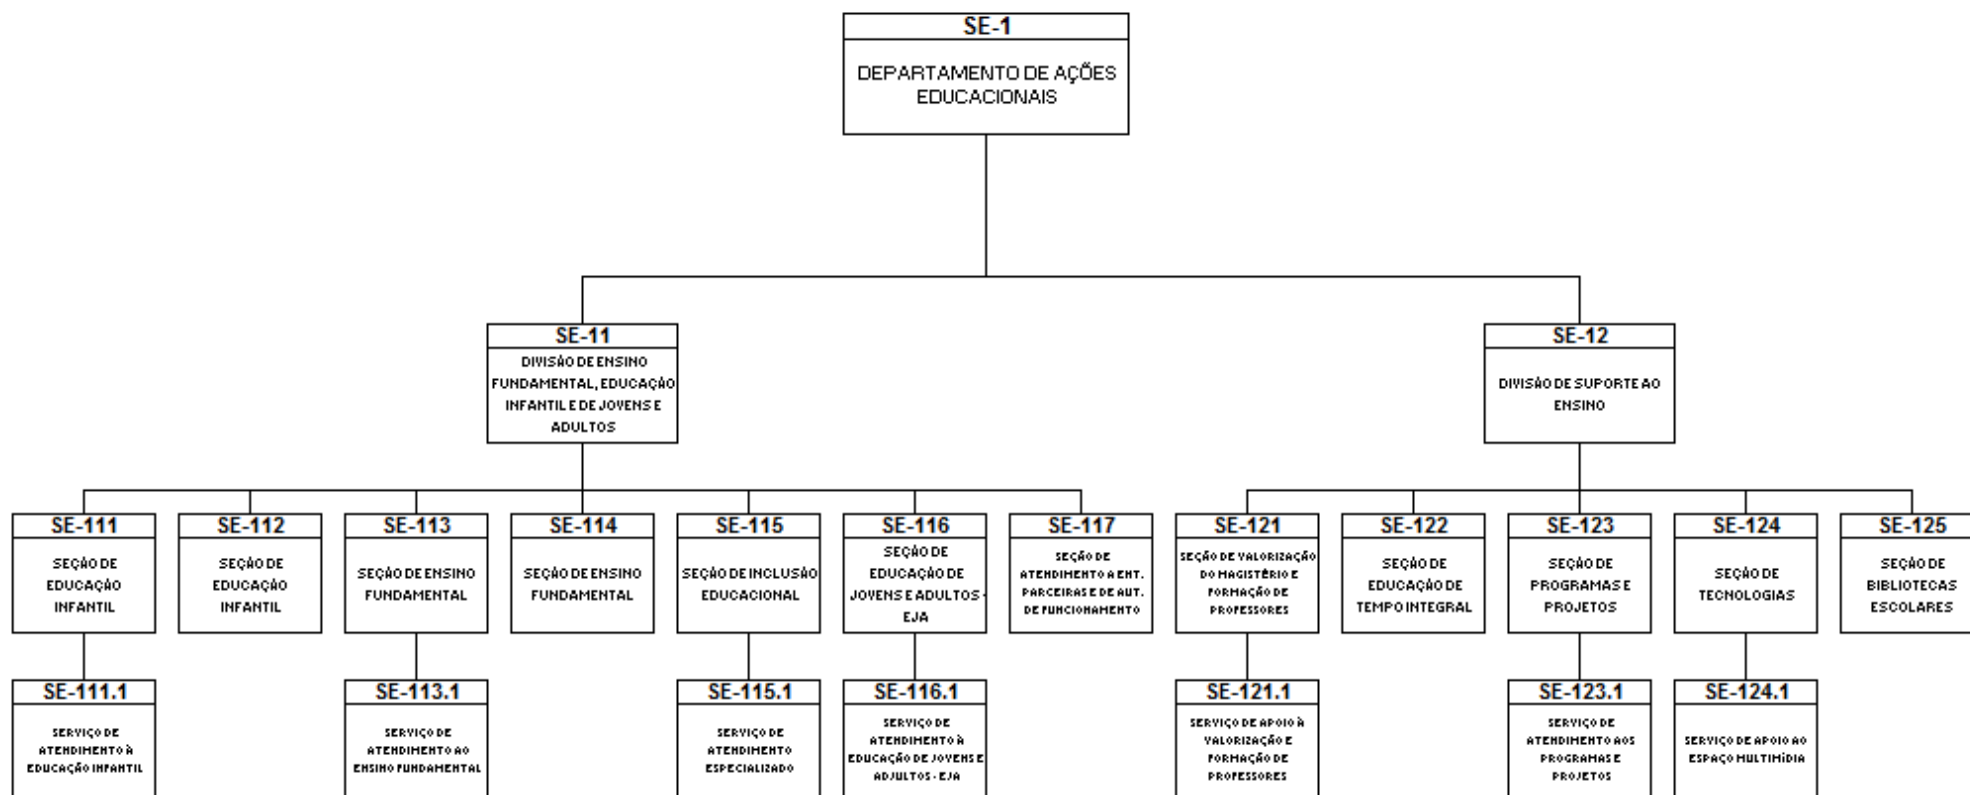 SE-1
DEPARTAMENTO DE AÇÕES
EDUCACIONAIS
SE-11
DIVISÃO DE ENSINO
FUNDAMENTAL, EDUCAÇÃO
INFANTIL E DE JOVENS E
ADULTOS
SE-12
DIVISÃO DE SUPORTE AO
ENSINO
SE-111
SEÇÃO DE
EDUCAÇÃO
INFANTIL
SE-112
SEÇÃO DE
EDUCAÇÃO
INFANTIL
SE-113
SEÇÃO DE ENSINO
FUNDAMENTAL
SE-114
SEÇÃO DE ENSINO
FUNDAMENTAL
SE-115
SEÇÃO DE INCLUSÃO
EDUCACIONAL
SE-116
SEÇÃO DE
EDUCAÇÃO DE
JOVENS E ADULTOS -
EJA
SE-117
SEÇÃO DE
ATENDIMENTO A ENT.
PARCEIRAS E DE AUT.
DE FUNCIONAMENTO
SE-121
SEÇÃO DE VALORIZAÇÃO
DO MAGISTÉRIO E
FORMAÇÃO DE
PROFESSORES
SE-122
SEÇÃO DE
EDUCAÇÃO DE
TEMPO INTEGRAL
SE-123
SEÇÃO DE
PROGRAMAS E
PROJETOS
SE-124
SEÇÃO DE
TECNOLOGIAS
SE-125
SEÇÃO DE
BIBLIOTECAS
ESCOLARES
SE-111.1
SERVIÇO DE
ATENDIMENTO À
EDUCAÇÃO INFANTIL
SE-113.1
SERVIÇO DE
ATENDIMENTO AO
ENSINO FUNDAMENTAL
SE-115.1
SERVIÇO DE
ATENDIMENTO
ESPECIALIZADO
SE-116.1
SERVIÇO DE
ATENDIMENTO À
EDUCAÇÃO DE JOVENS E
ADJULTOS - EJA
SE-121.1
SERVIÇO DE APOIO À
VALORIZAÇÃO E
FORMAÇÃO DE
PROFESSORES
SE-123.1
SERVIÇO DE
ATENDIMENTO AOS
PROGRAMAS E
PROJETOS
SE-124.1
SERVIÇO DE APOIO AO
ESPAÇO MULTIMÍDIA